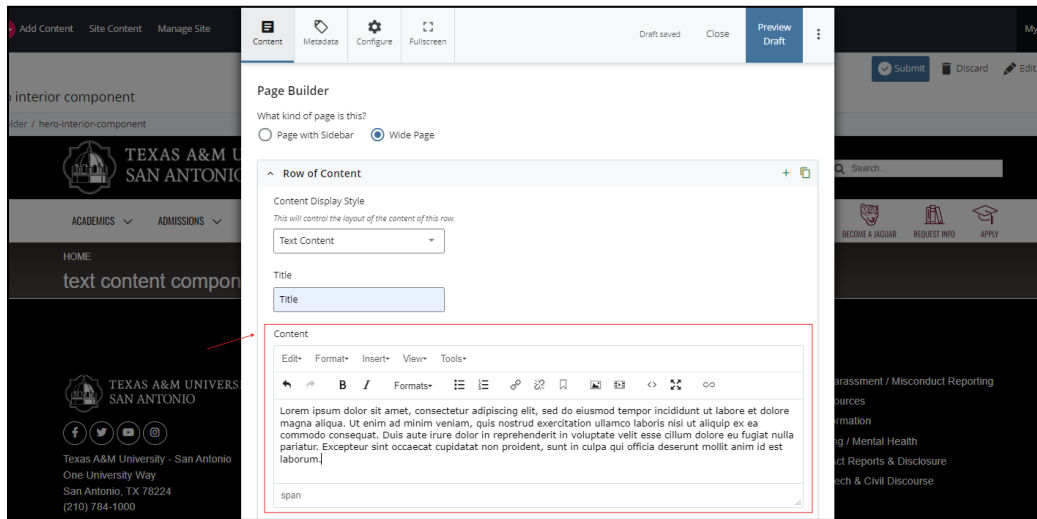 Add Content Site Content Manage Site
My
Content Metadata Configure Fullscreen
Draft saved Close Preview Draft
Submit Discard Edit
interior component
/ hero-interior-component
Page Builder
What kind of page is this?
Page with Sidebar Wide Page
TEXAS A&M U
SAN ANTONIO
Search...
Row of Content
Content Display Style
This will control the layout of the content of this row.
Text Content
ACADEMICS ADMISSIONS
BECOME A JAGUAR REQUEST INFO APPLY
HOME
text content compon
Title
Title
Content
Edit Format Insert View Tools
B I Formats
Lorem ipsum dolor sit amet, consectetur adipiscing elit, sed do eiusmod tempor incididunt ut labore et dolore
magna aliqua. Ut enim ad minim veniam, quis nostrud exercitation ullamco laboris nisi ut aliquip ex ea
commodo consequat. Duis aute irure dolor in reprehenderit in voluptate velit esse cillum dolore eu fugiat nulla
pariatur. Excepteur sint occaecat cupidatat non proident, sunt in culpa qui officia deserunt mollit anim id est
laborum.
span
TEXAS A&M UNIVERS
SAN ANTONIO
Texas A&M University - San Antonio
One University Way
San Antonio, TX 78224
(210) 784-1000
arassment / Misconduct Reporting
ources
rmation
ng / Mental Health
ct Reports & Disclosure
ech & Civil Discourse